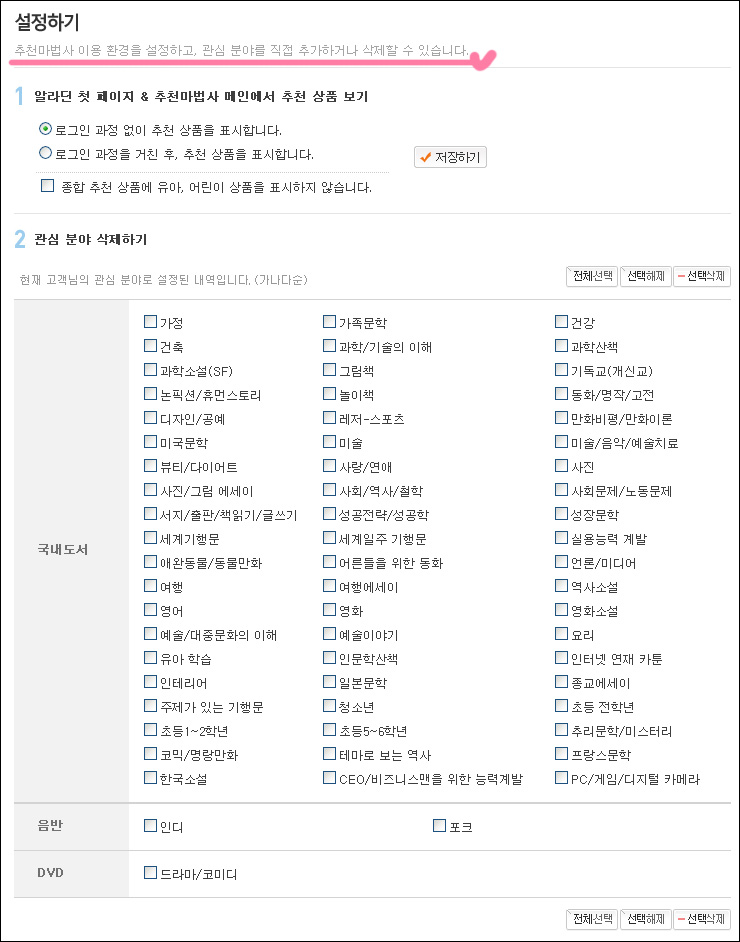 설정하기
추천마법사 이용 환경을 설정하고, 관심 분야를 직접 추가하거나 삭제할 수 있습니다.
1 알라딘 첫 페이지 & 추천마법사 메인에서 추천 상품 보기
로그인 과정 없이 추천 상품을 표시합니다.
로그인 과정을 거친 후, 추천 상품을 표시합니다.
저장하기
종합 추천 상품에 유아, 어린이 상품을 표시하지 않습니다.
2 관심 분야 삭제하기
현재 고객님의 관심 분야로 설정된 내역입니다. (가나다순)
전체선택 선택해제 선택삭제
가정 가족문학 건강
건축 과학/기술의 이해 과학산책
과학소설(SF) 그림책 기독교(개신교)
논픽션/휴먼스토리 놀이책 동화/명작/고전
디자인/공예 레저-스포츠 만화비평/만화이론
미국문학 미술 미술/음악/예술치료
뷰티/다이어트 사랑/연애 사진
사진/그림 에세이 사회/역사/철학 사회문제/노동문제
서지/출판/책읽기/글쓰기 성공전략/성공학 성장문학
세계기행문 세계일주 기행문 실용능력 계발
국내도서
애완동물/동물만화 어른들을 위한 동화 언론/미디어
여행 여행에세이 역사소설
영어 영화 영화소설
예술/대중문화의 이해 예술이야기 요리
유아 학습 인문학산책 인터넷 연재 카툰
인테리어 일본문학 종교에세이
주제가 있는 기행문 청소년 초등 전학년
초등1~2학년 초등5~6학년 추리문학/미스터리
코믹/명랑만화 테마로 보는 역사 프랑스문학
한국소설 CEO/비즈니스맨을 위한 능력계발 PC/게임/디지털 카메라
음반 인디 포크
DVD 드라마/코미디
전체선택 선택해제 선택삭제